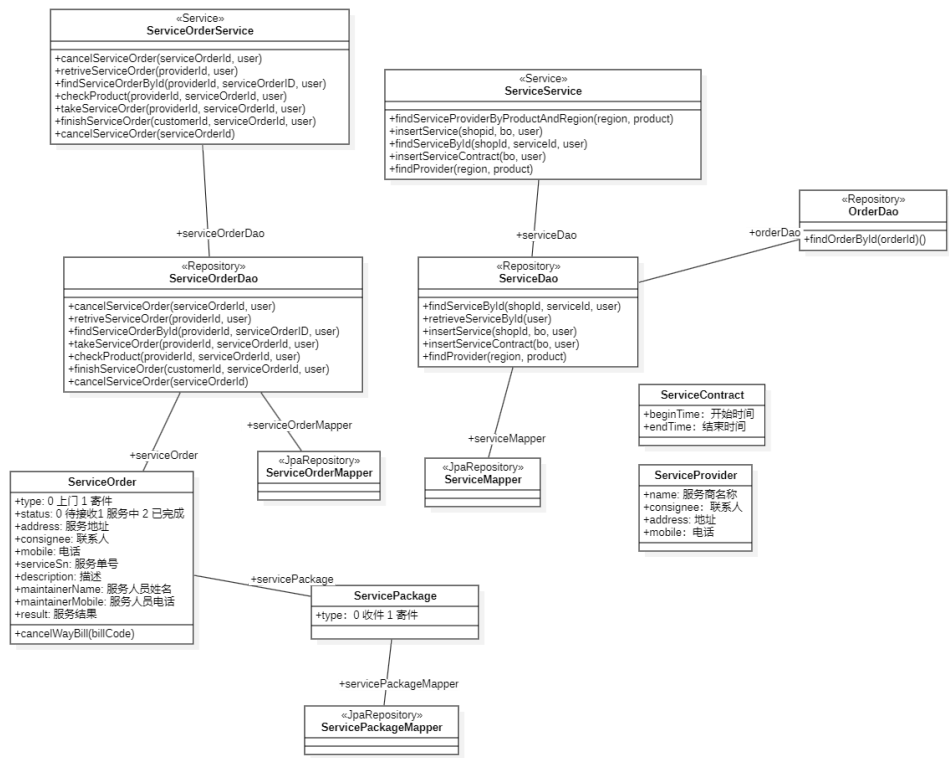 «Service»
ServiceOrderService
+cancelServiceOrder(serviceOrderId, user)
+retriveServiceOrder(providerId, user)
+findServiceOrderById(providerId, serviceOrderID, user)
+checkProduct(providerId, serviceOrderId, user)
+takeServiceOrder(providerId, serviceOrderId, user)
+finishServiceOrder(customerId, serviceOrderId, user)
+cancelServiceOrder(serviceOrderId)
«Service»
ServiceService
+findServiceProviderByProductAndRegion(region, product)
+insertService(shopid, bo, user)
+findServiceById(shopId, serviceId, user)
+insertServiceContract(bo, user)
+findProvider(region, product)
«Repository»
OrderDao
+findOrderById(orderId)()
+orderDao
+serviceOrderDao
+serviceDao
«Repository»
ServiceOrderDao
+cancelServiceOrder(serviceOrderId, user)
+retriveServiceOrder(providerId, user)
+findServiceOrderById(providerId, serviceOrderID, user)
+takeServiceOrder(providerId, serviceOrderId, user)
+checkProduct(providerId, serviceOrderId, user)
+finishServiceOrder(customerId, serviceOrderId, user)
+cancelServiceOrder(serviceOrderId)
«Repository»
ServiceDao
+findServiceById(shopId, serviceId, user)
+retrieveServiceById(user)
+insertService(shopId, bo, user)
+insertServiceContract(bo, user)
+findProvider(region, product)
ServiceContract
+beginTime：开始时间
+endTime：结束时间
+serviceOrderMapper
+serviceMapper
+serviceOrder
«JpaRepository»
ServiceOrderMapper
«JpaRepository»
ServiceMapper
ServiceProvider
+name: 服务商名称
+consignee：联系人
+address: 地址
+mobile：电话
ServiceOrder
+type: 0 上门 1 寄件
+status: 0 待接收1 服务中 2 已完成
+address: 服务地址
+consignee: 联系人
+mobile: 电话
+serviceSn: 服务单号
+description: 描述
+maintainerName: 服务人员姓名
+maintainerMobile: 服务人员电话
+result: 服务结果
+cancelWayBill(billCode)
+servicePackage
ServicePackage
+type：0 收件 1 寄件
+servicePackageMapper
«JpaRepository»
ServicePackageMapper